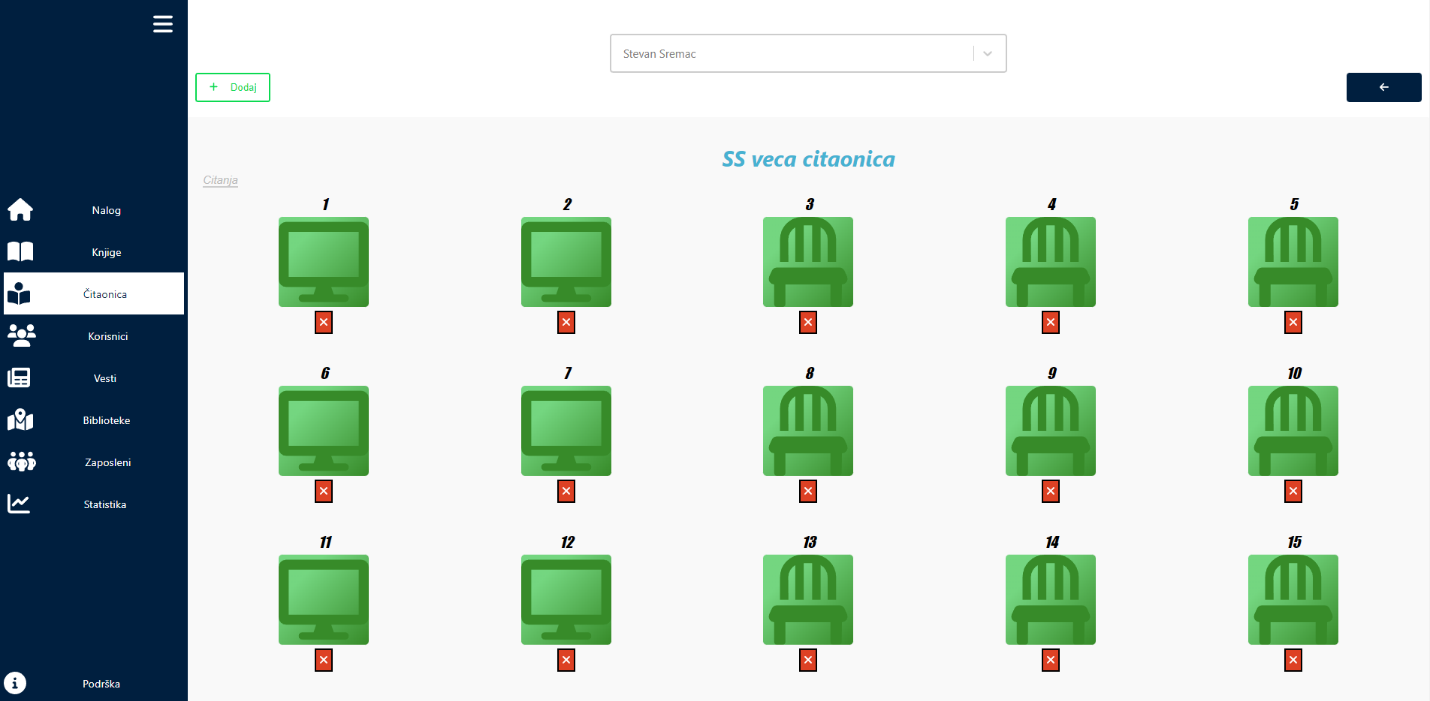 Stevan Sremac
Dodaj
SS veca citaonica
Citanja
1 2 3 4 5
6 7 8 9 10
11 12 13 14 15
Nalog
Knjige
Čitaonica
Korisnici
Vesti
Biblioteke
Zaposleni
Statistika
Podrška